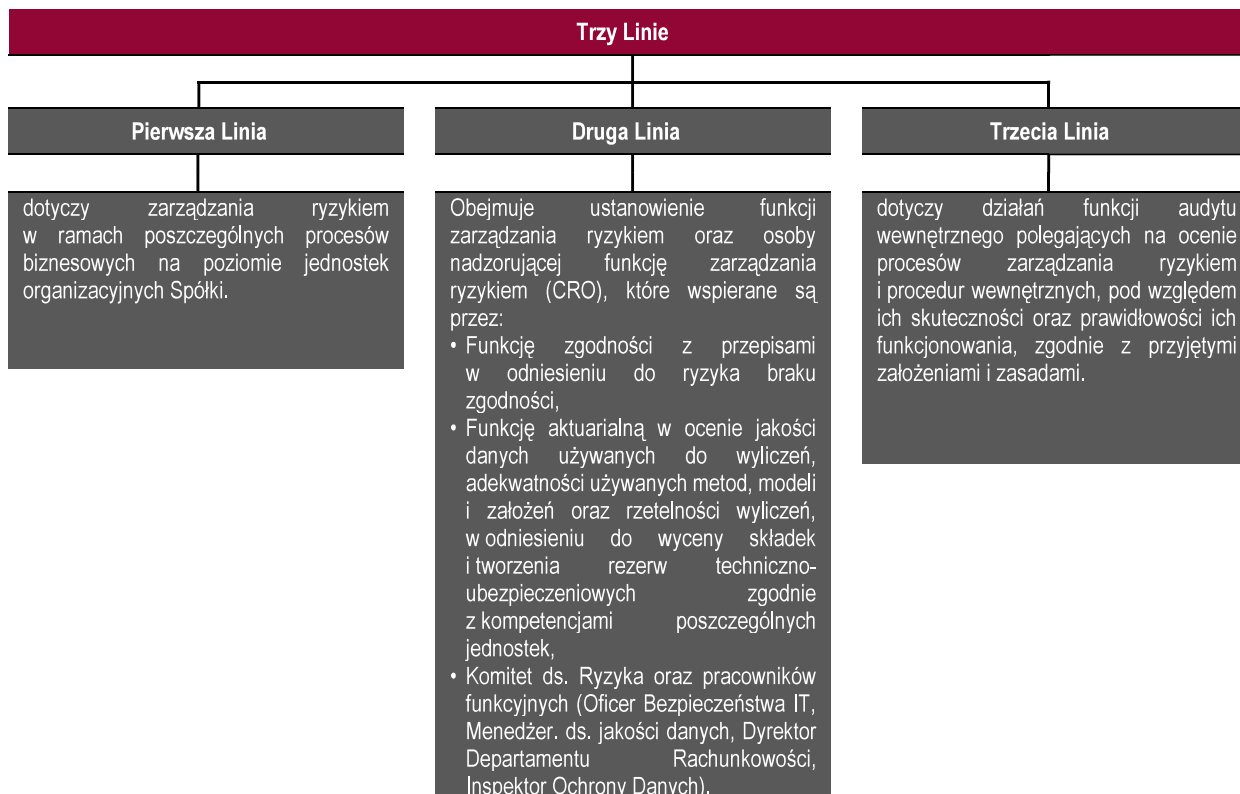 Trzy Linie
Pierwsza Linia
dotyczy zarządzania ryzykiem
w ramach poszczególnych procesów
biznesowych na poziomie jednostek
organizacyjnych Spółki.
Druga Linia
Obejmuje ustanowienie funkcji
zarządzania ryzykiem oraz osoby
nadzorującej funkcję zarządzania
ryzykiem (CRO), które wspierane są
przez:
• Funkcję zgodności z przepisami
w odniesieniu do ryzyka braku
zgodności,
• Funkcję aktuarialną w ocenie jakości
danych używanych do wyliczeń,
adekwatności używanych metod, modeli
i założeń oraz rzetelności wyliczeń,
w odniesieniu do wyceny składek
i tworzenia rezerw techniczno-
ubezpieczeniowych zgodnie
z kompetencjami poszczególnych
jednostek,
• Komitet ds. Ryzyka oraz pracowników
funkcyjnych (Oficer Bezpieczeństwa IT,
Menedżer. ds. jakości danych, Dyrektor
Departamentu Rachunkowości,
Inspektor Ochrony Danych).
Trzecia Linia
dotyczy działań funkcji audytu
wewnętrznego polegających na ocenie
procesów zarządzania ryzykiem
i procedur wewnętrznych, pod względem
ich skuteczności oraz prawidłowości ich
funkcjonowania, zgodnie z przyjętymi
założeniami i zasadami.